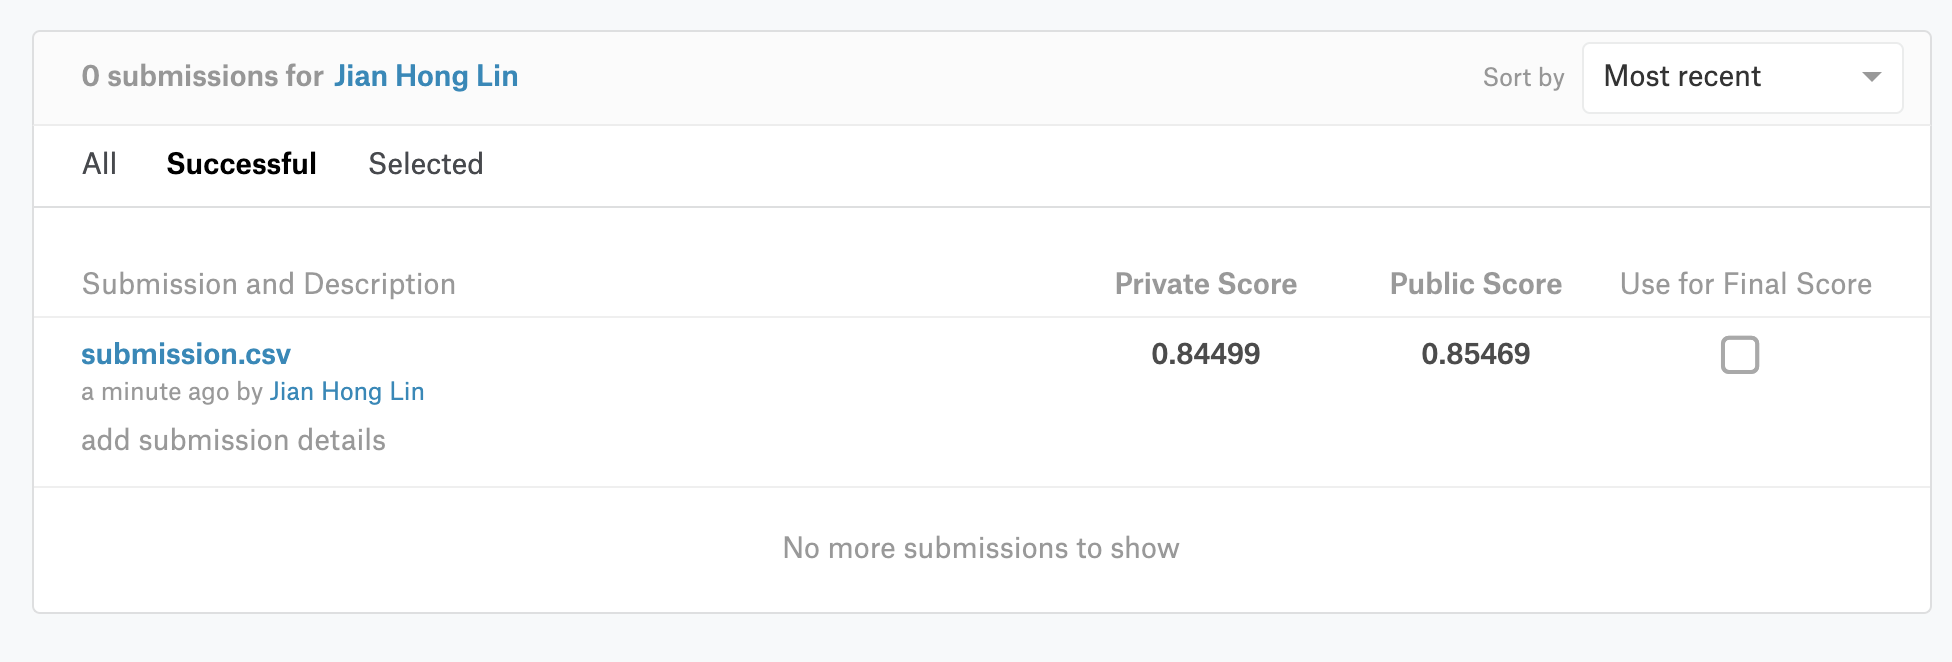 0 submissions for Jian Hong Lin
Sort by Most recent
All Successful Selected
Submission and Description Private Score Public Score Use for Final Score
submission.csv 0.84499 0.85469
a minute ago by Jian Hong Lin
add submission details
No more submissions to show